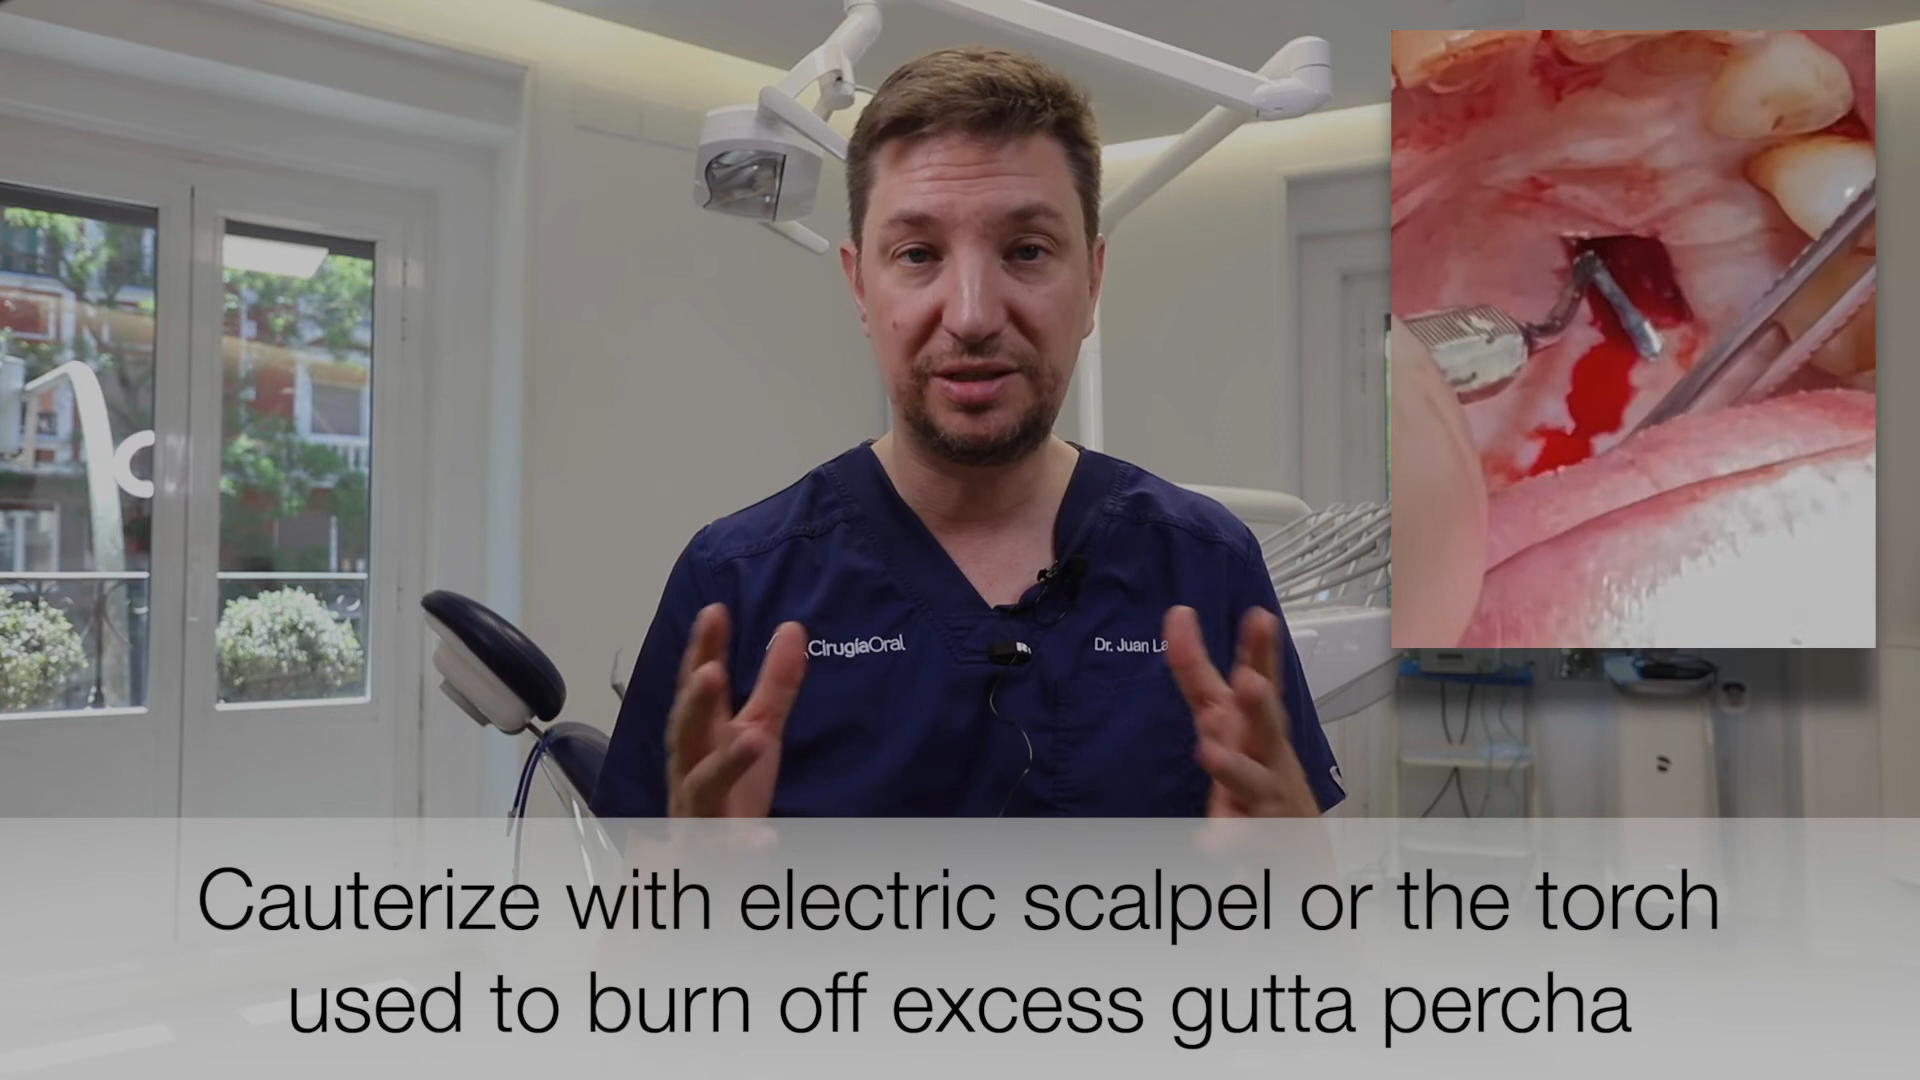 CirugíaOral
Dr. Juan
Cauterize with electric scalpel or the torch
used to burn off excess gutta percha